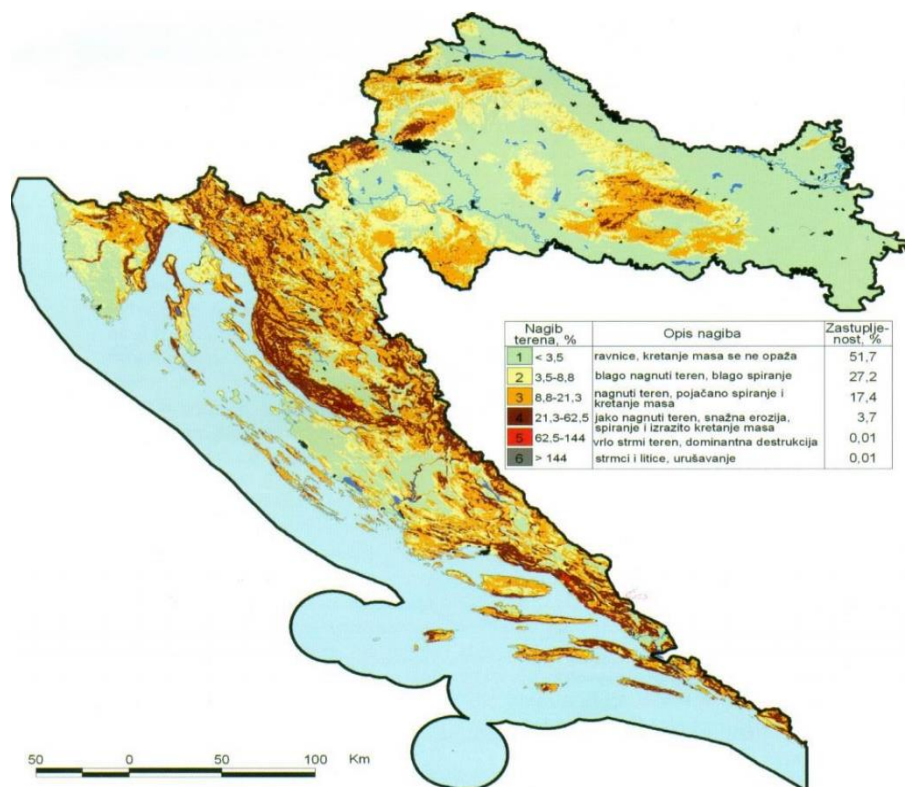 Nagib terena, % Opis nagiba Zastuplje-nost, %
1 < 3,5 ravnice, kretanje masa se ne opaža 51,7
2 3,5-8,8 blago nagnuti teren, blago spiranje 27,2
3 8,8-21,3 nagnuti teren, pojačano spiranje i kretanje masa 17,4
4 21,3-62,5 jako nagnuti teren, snažna erozija, spiranje i izrazito kretanje masa 3,7
5 62,5-144 vrlo strmi teren, dominantna destrukcija 0,01
6 > 144 strmci i litice, urušavanje 0,01
50 0 50 100 Km